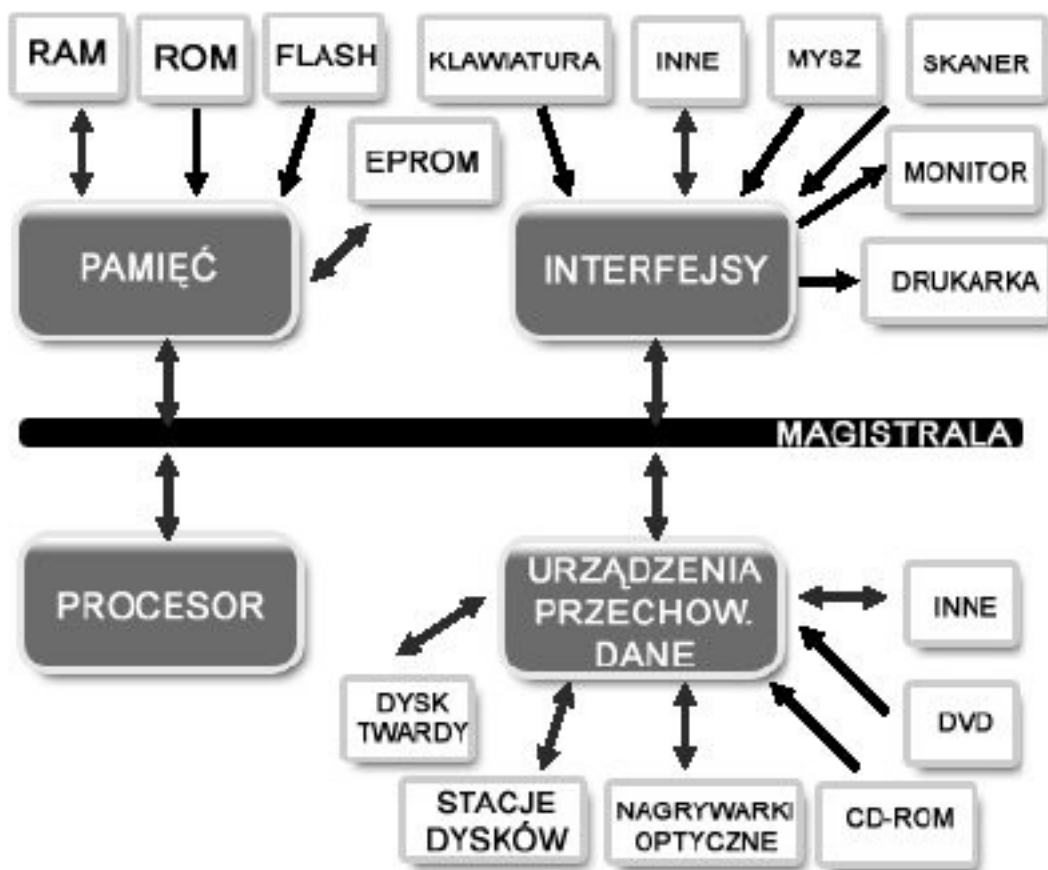 RAM
ROM
FLASH
KLAWIATURA
INNE
MYSZ
SKANER
EPROM
MONITOR
PAMIĘĆ
INTERFEJSY
DRUKARKA
MAGISTRALA
PROCESOR
URZĄDZENIA
PRZECHOW.
DANE
INNE
DYSK
TWARDY
DVD
STACJE
DYSKÓW
NAGRYWARKI
OPTYCZNE
CD-ROM